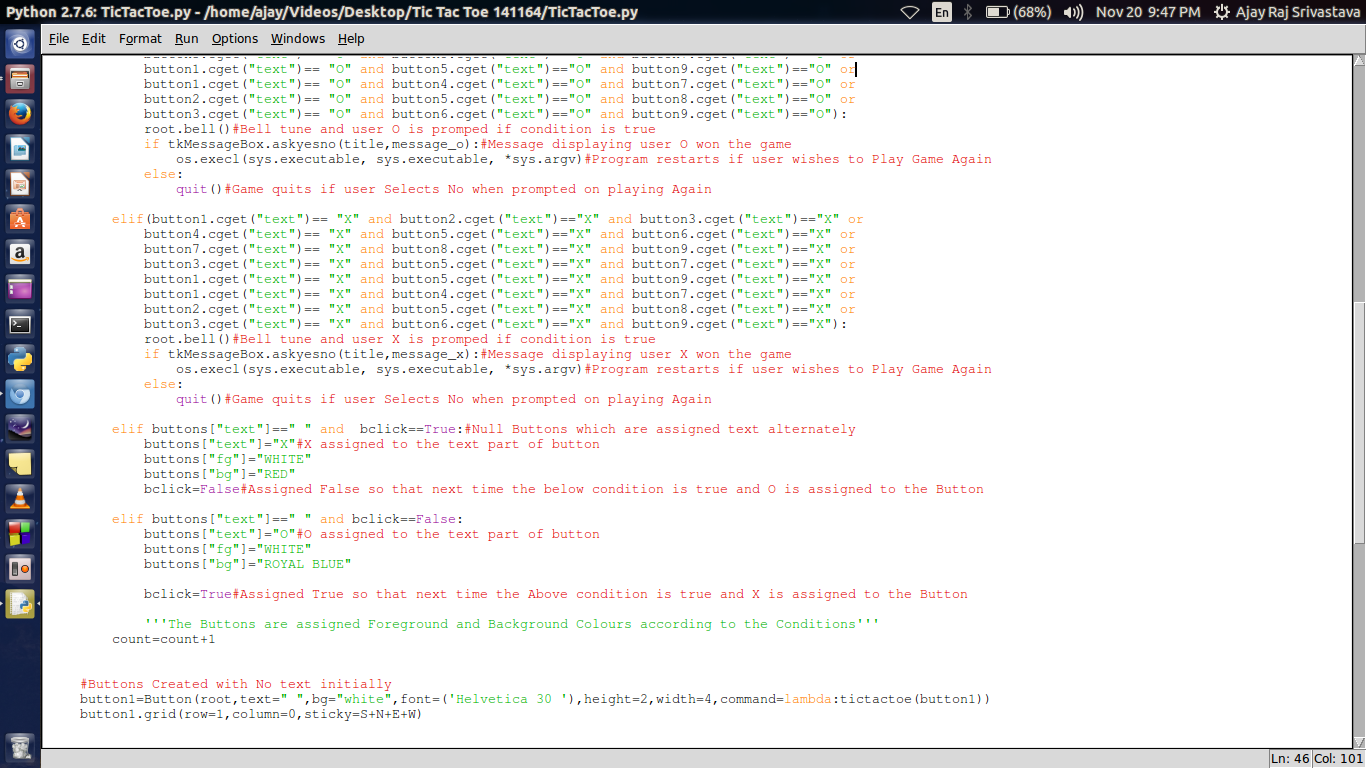 Python 2.7.6: TicTacToe.py - /home/ajay/Videos/Desktop/Tic Tac Toe 141164/TicTacToe.py
En (68%) Nov 20 9:47 PM Ajay Raj Srivastava
File Edit Format Run Options Windows Help
button1.cget("text")== "O" and button5.cget("text")=="O" and button9.cget("text")=="O" or
button1.cget("text")== "O" and button4.cget("text")=="O" and button7.cget("text")=="O" or
button2.cget("text")== "O" and button5.cget("text")=="O" and button8.cget("text")=="O" or
button3.cget("text")== "O" and button6.cget("text")=="O" and button9.cget("text")=="O"):
root.bell()#Bell tune and user O is promped if condition is true
if tkMessageBox.askyesno(title,message_o):#Message displaying user O won the game
os.execl(sys.executable, sys.executable, *sys.argv)#Program restarts if user wishes to Play Game Again
else:
quit()#Game quits if user Selects No when prompted on playing Again
elif(button1.cget("text")== "X" and button2.cget("text")=="X" and button3.cget("text")=="X" or
button4.cget("text")== "X" and button5.cget("text")=="X" and button6.cget("text")=="X" or
button7.cget("text")== "X" and button8.cget("text")=="X" and button9.cget("text")=="X" or
button3.cget("text")== "X" and button5.cget("text")=="X" and button7.cget("text")=="X" or
button1.cget("text")== "X" and button5.cget("text")=="X" and button9.cget("text")=="X" or
button1.cget("text")== "X" and button4.cget("text")=="X" and button7.cget("text")=="X" or
button2.cget("text")== "X" and button5.cget("text")=="X" and button8.cget("text")=="X" or
button3.cget("text")== "X" and button6.cget("text")=="X" and button9.cget("text")=="X"):
root.bell()#Bell tune and user X is promped if condition is true
if tkMessageBox.askyesno(title,message_x):#Message displaying user X won the game
os.execl(sys.executable, sys.executable, *sys.argv)#Program restarts if user wishes to Play Game Again
else:
quit()#Game quits if user Selects No when prompted on playing Again
elif buttons["text"]==" " and  bclick==True:#Null Buttons which are assigned text alternately
buttons["text"]="X"#X assigned to the text part of button
buttons["fg"]="WHITE"
buttons["bg"]="RED"
bclick=False#Assigned False so that next time the below condition is true and O is assigned to the Button
elif buttons["text"]==" " and bclick==False:
buttons["text"]="O"#O assigned to the text part of button
buttons["fg"]="WHITE"
buttons["bg"]="ROYAL BLUE"
bclick=True#Assigned True so that next time the Above condition is true and X is assigned to the Button
'''The Buttons are assigned Foreground and Background Colours according to the Conditions'''
count=count+1
#Buttons Created with No text initially
button1=Button(root,text=" ",bg="white",font=('Helvetica 30 '),height=2,width=4,command=lambda:tictactoe(button1))
button1.grid(row=1,column=0,sticky=S+N+E+W)
Ln: 46 Col: 101